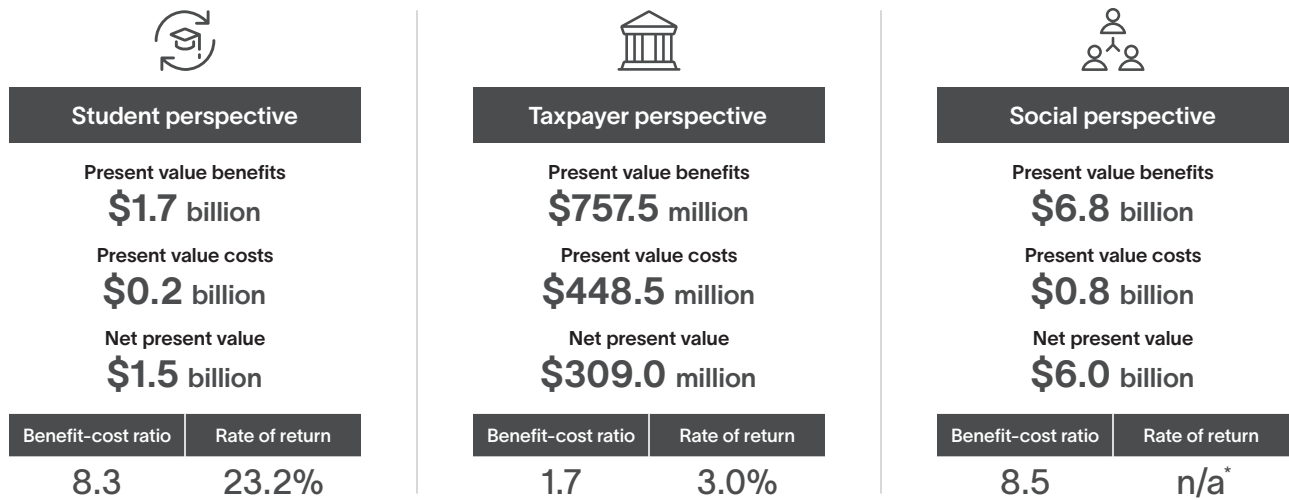 Student perspective
Present value benefits
$1.7 billion
Present value costs
$0.2 billion
Net present value
$1.5 billion
Benefit-cost ratio Rate of return
8.3 23.2%
Taxpayer perspective
Present value benefits
$757.5 million
Present value costs
$448.5 million
Net present value
$309.0 million
Benefit-cost ratio Rate of return
1.7 3.0%
Social perspective
Present value benefits
$6.8 billion
Present value costs
$0.8 billion
Net present value
$6.0 billion
Benefit-cost ratio Rate of return
8.5 n/a*